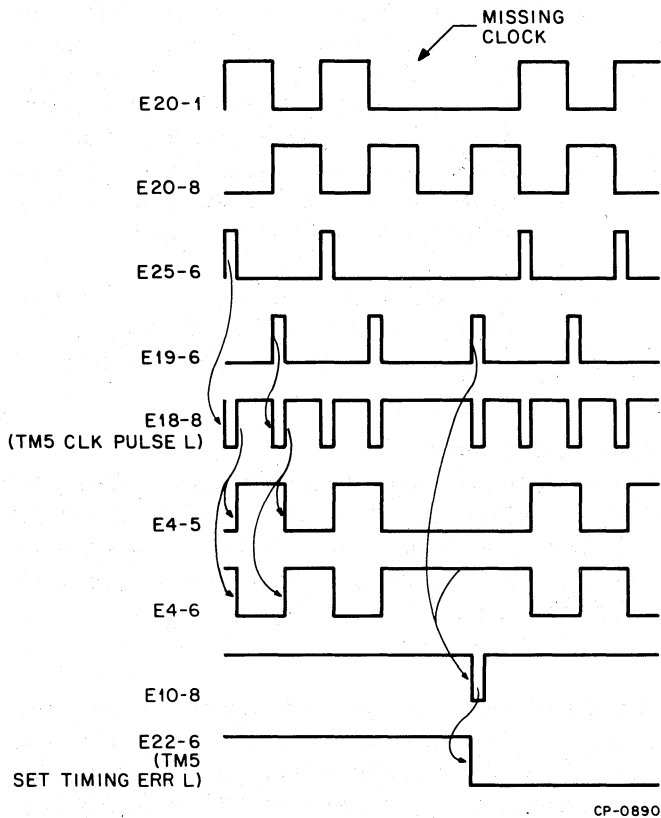 MISSING
CLOCK
E20-1
E20-8
E25-6
E19-6
E18-8
(TM5 CLK PULSE L)
E4-5
E4-6
E10-8
E22-6
(TM5
SET TIMING ERR L)
CP-0890